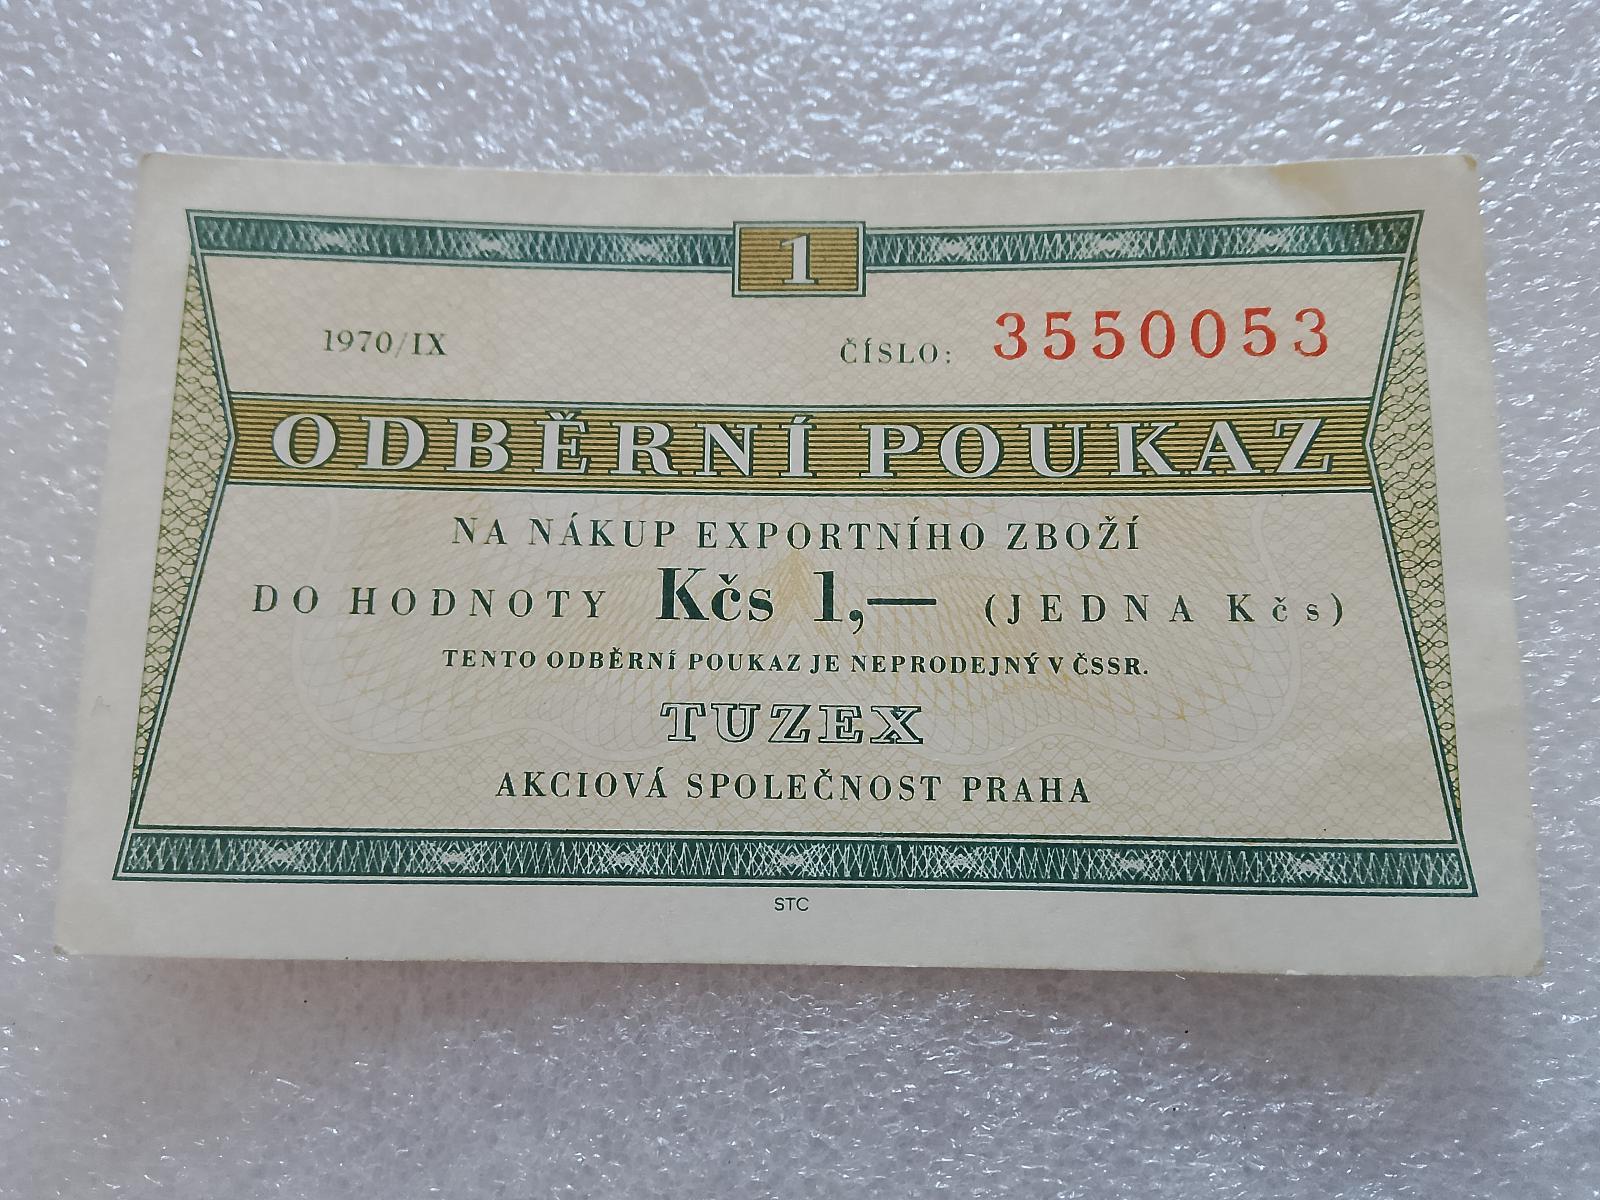 1
1970/IX
ČÍSLO: 3550053
ODBĚRNÍ POUKAZ
NA NÁKUP EXPORTNÍHO ZBOŽÍ
DO HODNOTY Kčs 1,— (JEDNA Kčs)
TENTO ODBĚRNÍ POUKAZ JE NEPRODEJNÝ V ČSSR.
TUZEX
AKCIOVÁ SPOLEČNOST PRAHA
STC